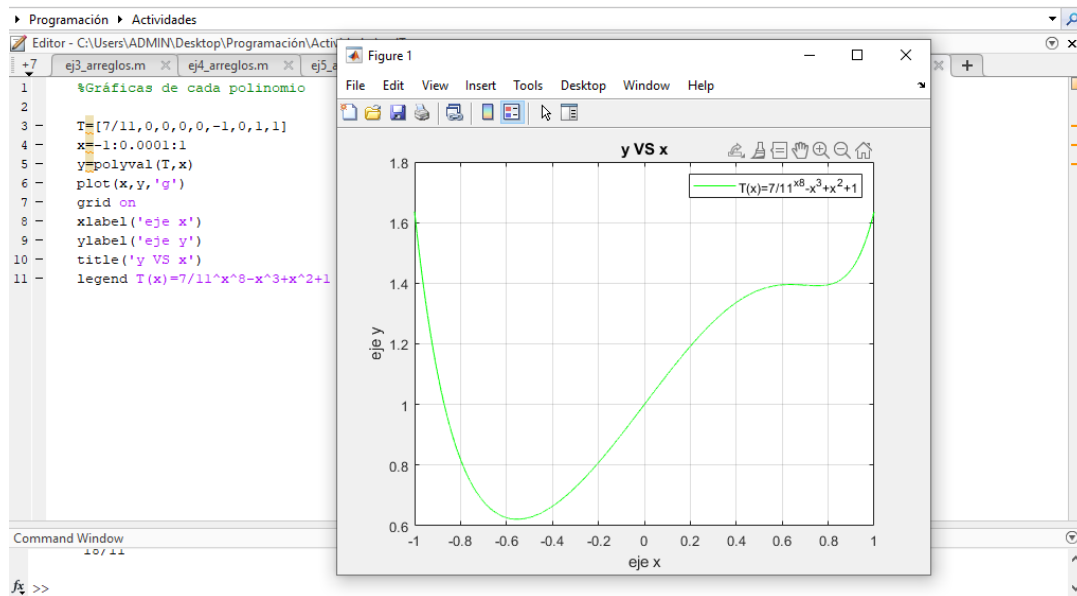 Programación Actividades
Editor - C:\Users\ADMIN\Desktop\Programación\Activ
+7 ej3_arreglos.m ej4_arreglos.m ej5_a +
1 %Gráficas de cada polinomio
2
3 - T=[7/11,0,0,0,0,-1,0,1,1]
4 - x=-1:0.0001:1
5 - y=polyval(T,x)
6 - plot(x,y,'g')
7 - grid on
8 - xlabel('eje x')
9 - ylabel('eje y')
10 - title('y VS x')
11 - legend T(x)=7/11^x^8-x^3+x^2+1
Figure 1
File Edit View Insert Tools Desktop Window Help
y VS x
T(x)=7/11^x8-x^3+x^2+1
1.8
1.6
1.4
1.2
1
0.8
0.6
eje y
-1 -0.8 -0.6 -0.4 -0.2 0 0.2 0.4 0.6 0.8 1
eje x
Command Window
18/11
fx >>